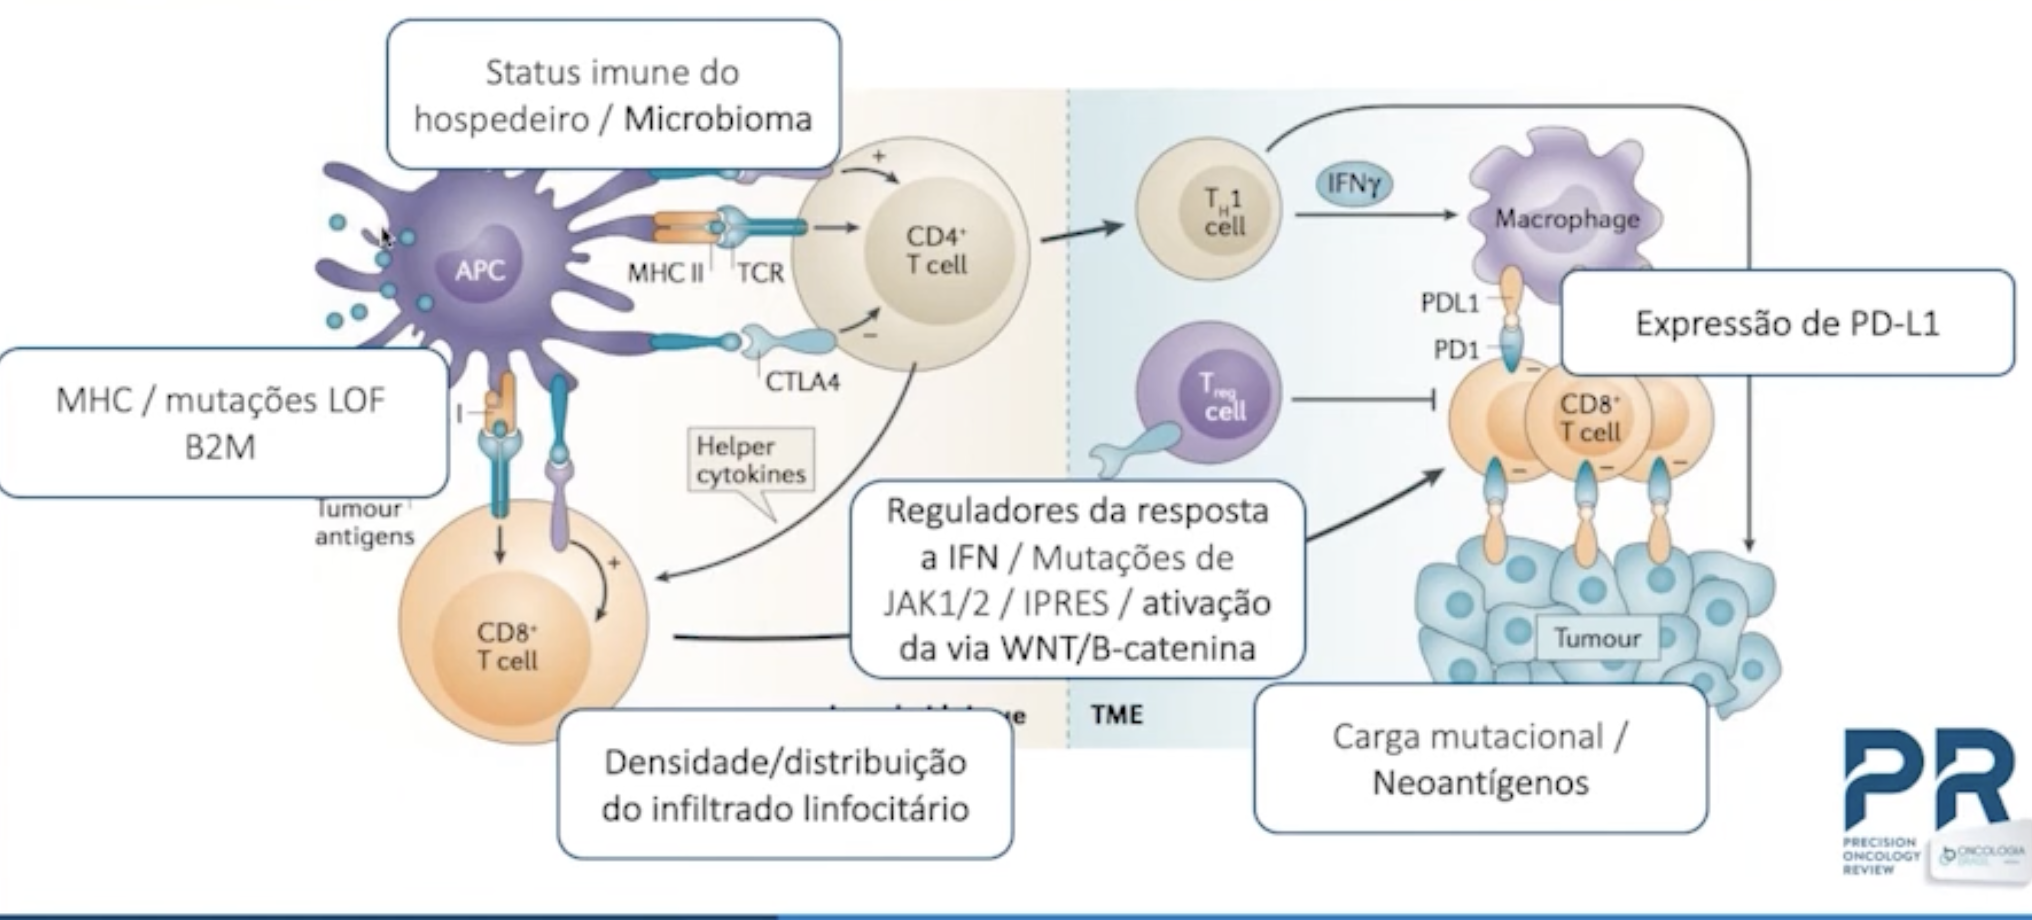 Status imune do
hospedeiro / Microbioma
+
CD4+
T cell
APC
MHC II
TCR
−
CTLA4
MHC / mutações LOF
B2M
I
Tumour
antigens
Helper
cytokines
+
CD8+
T cell
TH1
cell
IFNγ
Macrophage
PDL1
PD1
Expressão de PD-L1
Treg
cell
−
CD8+
T cell
−
−
−
Reguladores da resposta
a IFN / Mutações de
JAK1/2 / IPRES / ativação
da via WNT/B-catenina
Tumour
TME
Densidade/distribuição
do infiltrado linfocitário
Carga mutacional /
Neoantígenos
PR
PRECISION
ONCOLOGY
REVIEW
ONCOLOGIA
BRASIL